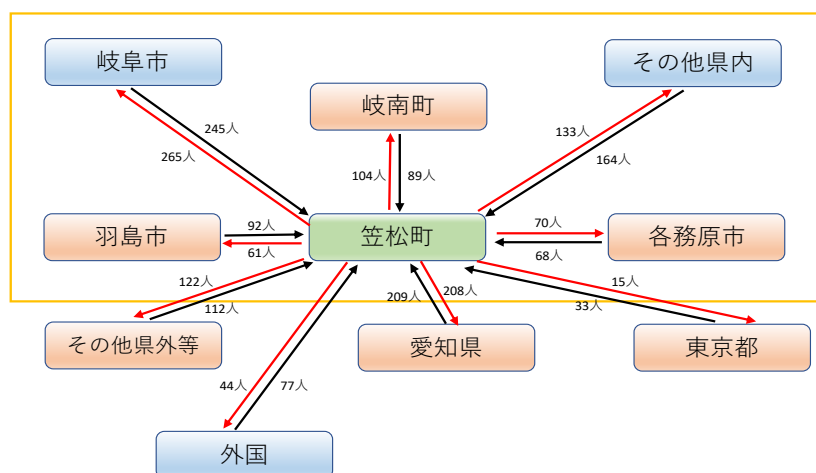 岐阜市
その他県内
岐南町
245人
265人
133人
164人
104人
89人
羽島市
92人
61人
笠松町
70人
68人
各務原市
122人
112人
209人
208人
15人
33人
その他県外等
愛知県
東京都
44人
77人
外国